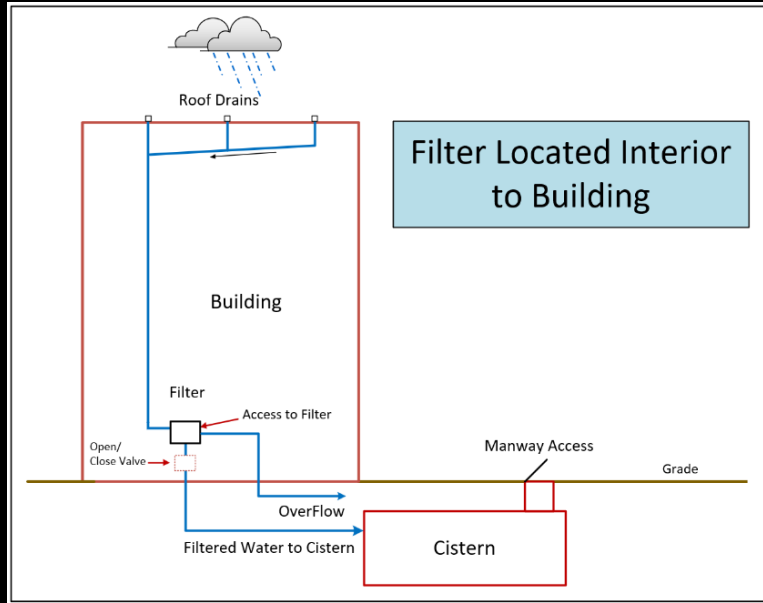 Roof Drains
Filter Located Interior
to Building
Building
Filter
Access to Filter
Open/
Close Valve
Manway Access
Grade
OverFlow
Filtered Water to Cistern
Cistern